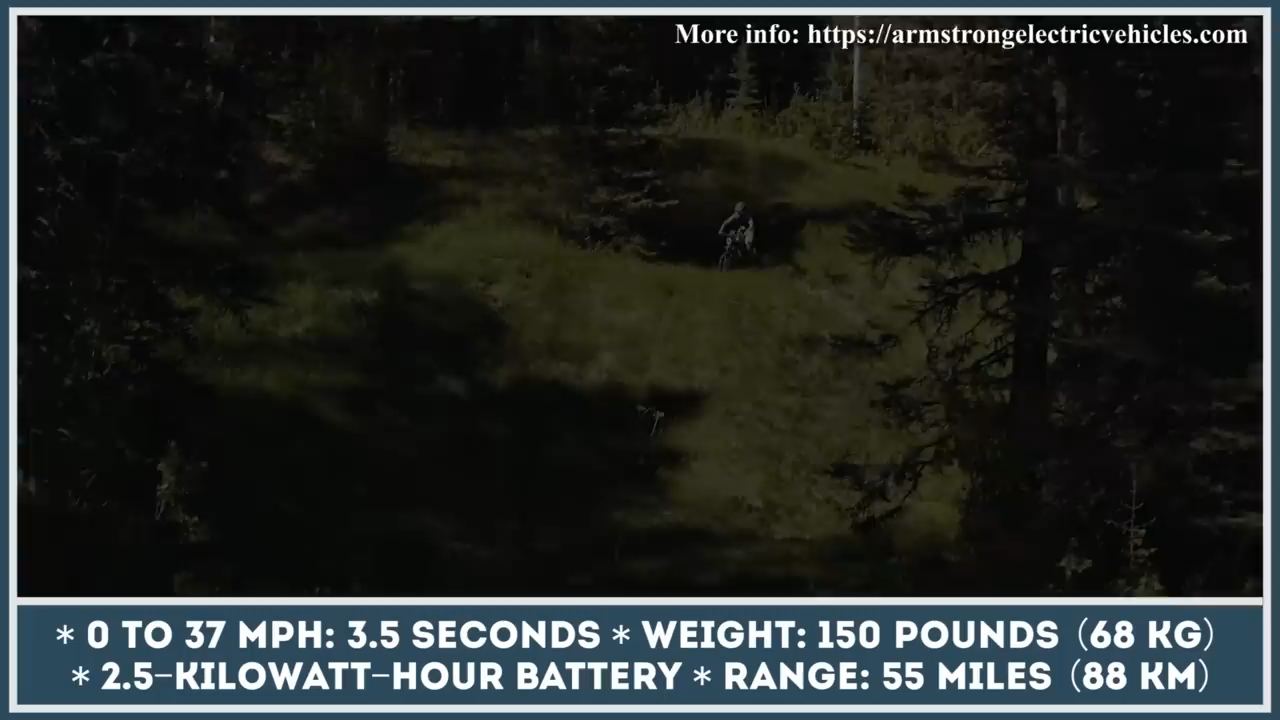 More info: https://armstrongelectricvehicles.com
* 0 TO 37 MPH: 3.5 SECONDS * WEIGHT: 150 POUNDS (68 KG)
* 2.5-KILOWATT-HOUR BATTERY * RANGE: 55 MILES (88 KM)